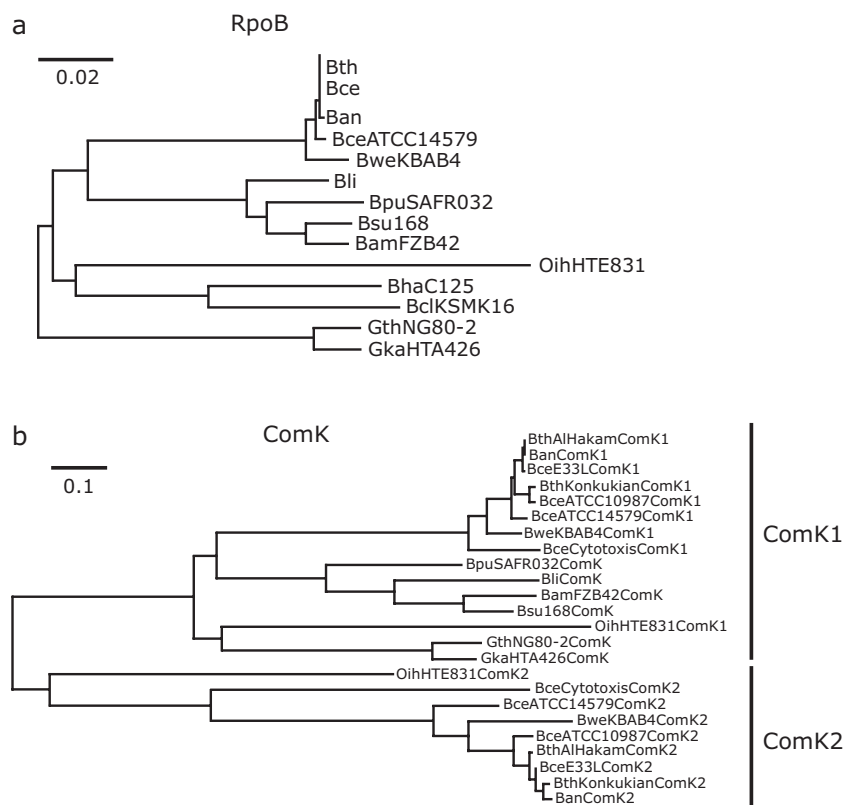 a
RpoB
0.02
Bth
Bce
Ban
BceATCC14579
BweKBAB4
Bli
BpuSAFR032
Bsu168
BamFZB42
OihHTE831
BhaC125
BclKSMK16
GthNG80-2
GkaHTA426
b
ComK
0.1
BthAlHakamComK1
BanComK1
BceE33LComK1
BthKonkukianComK1
BceATCC10987ComK1
BceATCC14579ComK1
BweKBAB4ComK1
BceCytotoxisComK1
BpuSAFR032ComK
BliComK
BamFZB42ComK
Bsu168ComK
OihHTE831ComK1
GthNG80-2ComK
GkaHTA426ComK
ComK1
OihHTE831ComK2
BceCytotoxisComK2
BceATCC14579ComK2
BweKBAB4ComK2
BceATCC10987ComK2
BthAlHakamComK2
BceE33LComK2
BthKonkukianComK2
BanComK2
ComK2